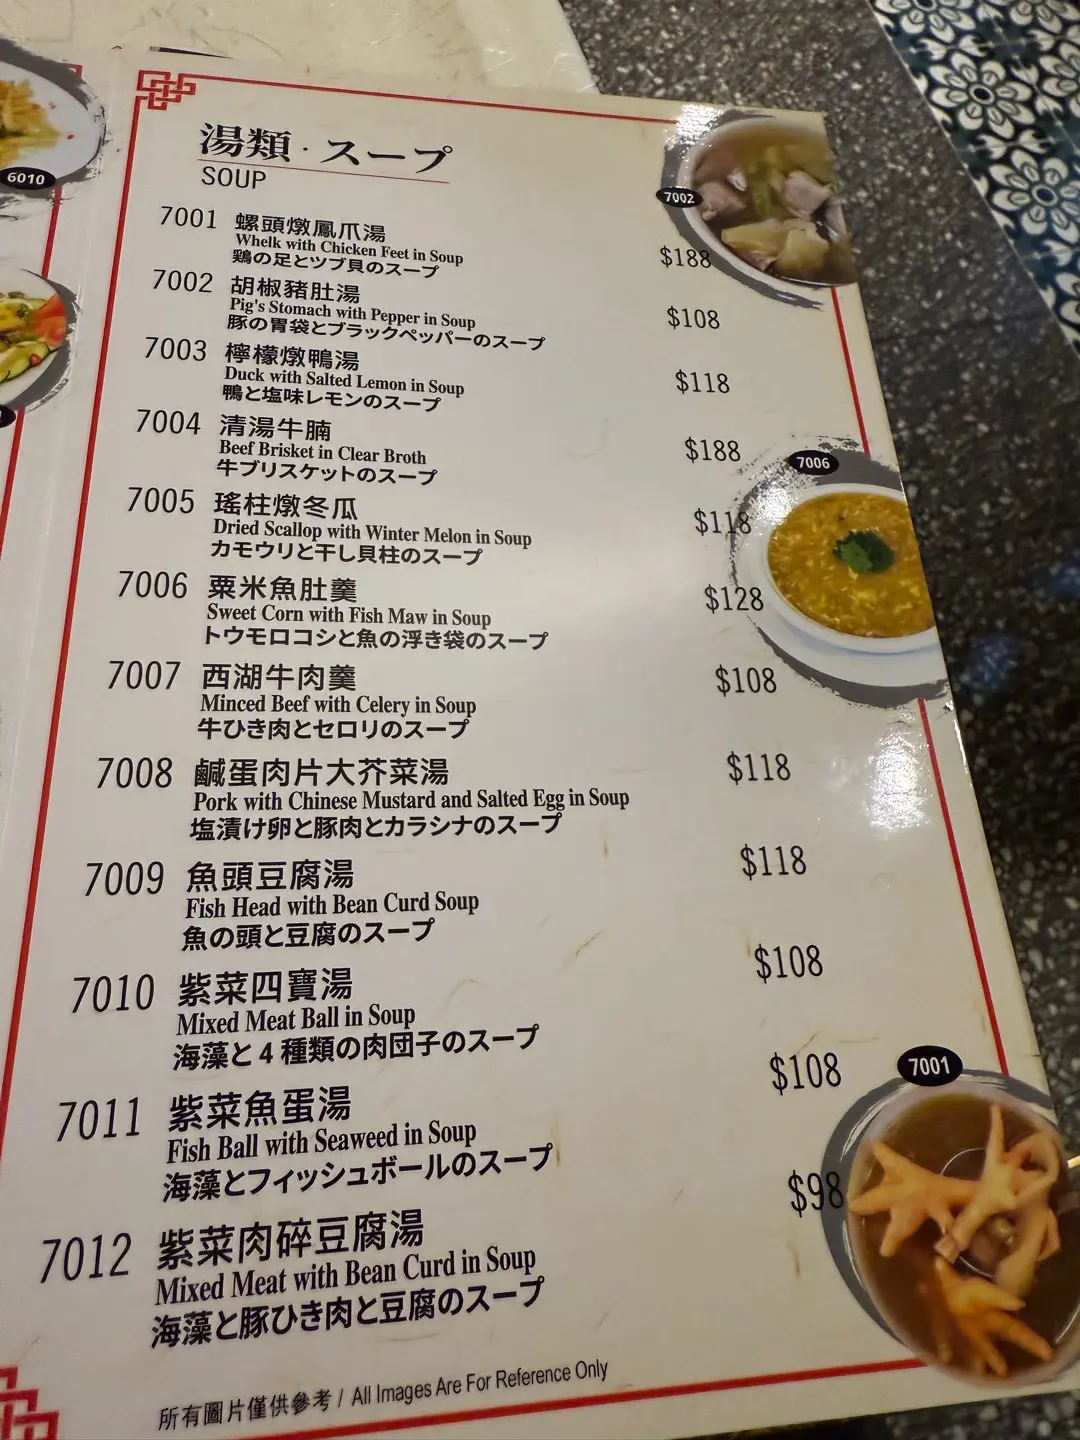 6010
湯類・スープ
SOUP
7002
7001 螺頭燉鳳爪湯 $188
Whelk with Chicken Feet in Soup
鶏の足とツブ貝のスープ
7002 胡椒豬肚湯 $108
Pig's Stomach with Pepper in Soup
豚の胃袋とブラックペッパーのスープ
7003 檸檬燉鴨湯 $118
Duck with Salted Lemon in Soup
鴨と塩味レモンのスープ
7004 清湯牛腩 $188
Beef Brisket in Clear Broth
牛ブリスケットのスープ
7006
7005 瑤柱燉冬瓜 $118
Dried Scallop with Winter Melon in Soup
カモウリと干し貝柱のスープ
7006 粟米魚肚羹 $128
Sweet Corn with Fish Maw in Soup
トウモロコシと魚の浮き袋のスープ
7007 西湖牛肉羹 $108
Minced Beef with Celery in Soup
牛ひき肉とセロリのスープ
7008 鹹蛋肉片大芥菜湯 $118
Pork with Chinese Mustard and Salted Egg in Soup
塩漬け卵と豚肉とカラシナのスープ
7009 魚頭豆腐湯 $118
Fish Head with Bean Curd Soup
魚の頭と豆腐のスープ
7010 紫菜四寶湯 $108
Mixed Meat Ball in Soup
海藻と4種類の肉団子のスープ
7011 紫菜魚蛋湯 $108
Fish Ball with Seaweed in Soup
海藻とフィッシュボールのスープ
7001
7012 紫菜肉碎豆腐湯 $98
Mixed Meat with Bean Curd in Soup
海藻と豚ひき肉と豆腐のスープ
所有圖片僅供參考 / All Images Are For Reference Only